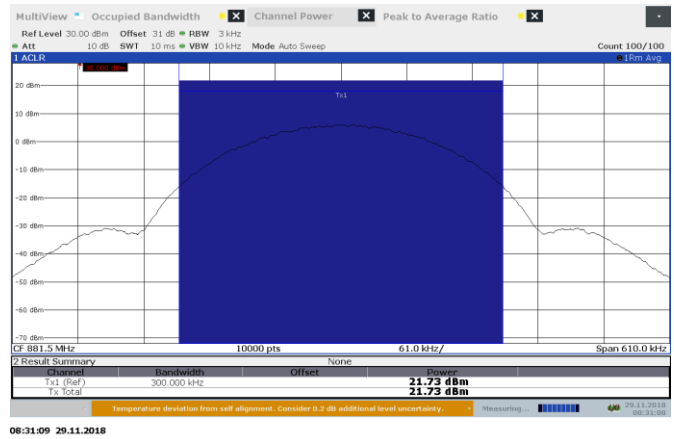 MultiView Occupied Bandwidth X Channel Power X Peak to Average Ratio X
Ref Level 30.00 dBm Offset 31 dB RBW 3 kHz
Att 10 dB SWT 10 ms VBW 10 kHz Mode Auto Sweep Count 100/100
1 ACLR 1Rm Avg
30.000 dBm
20 dBm
Tx1
10 dBm
0 dBm
-10 dBm
-20 dBm
-30 dBm
-40 dBm
-50 dBm
-60 dBm
-70 dBm
CF 881.5 MHz 10000 pts 61.0 kHz/ Span 610.0 kHz
2 Result Summary None
Channel Bandwidth Offset Power
Tx1 (Ref) 300.000 kHz 21.73 dBm
Tx Total 21.73 dBm
Temperature deviation from self alignment. Consider 0.2 dB additional level uncertainty. Measuring... 29.11.2018
08:31:08
08:31:09 29.11.2018